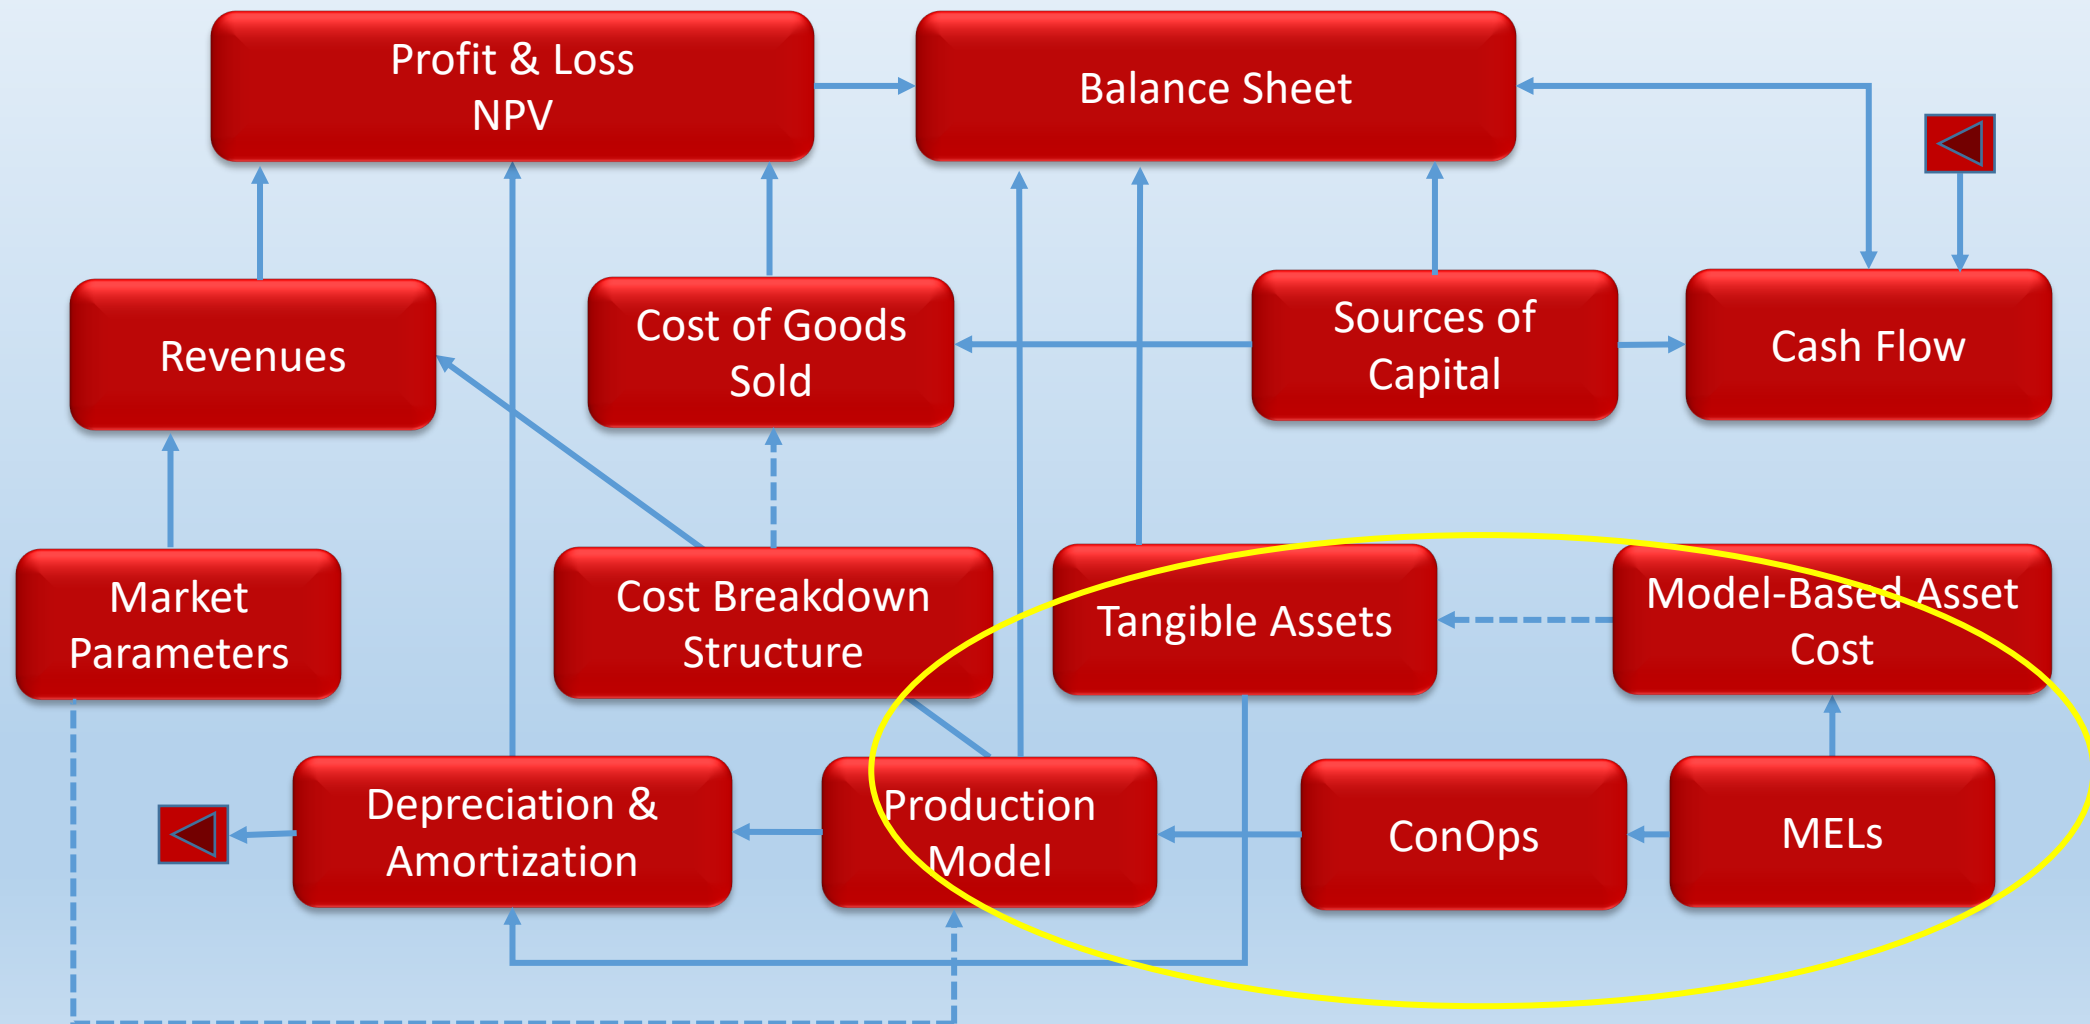 Profit & Loss
NPV
Balance Sheet
Revenues
Cost of Goods
Sold
Sources of
Capital
Cash Flow
Market
Parameters
Cost Breakdown
Structure
Tangible Assets
Model-Based Asset
Cost
Depreciation &
Amortization
Production
Model
ConOps
MELs